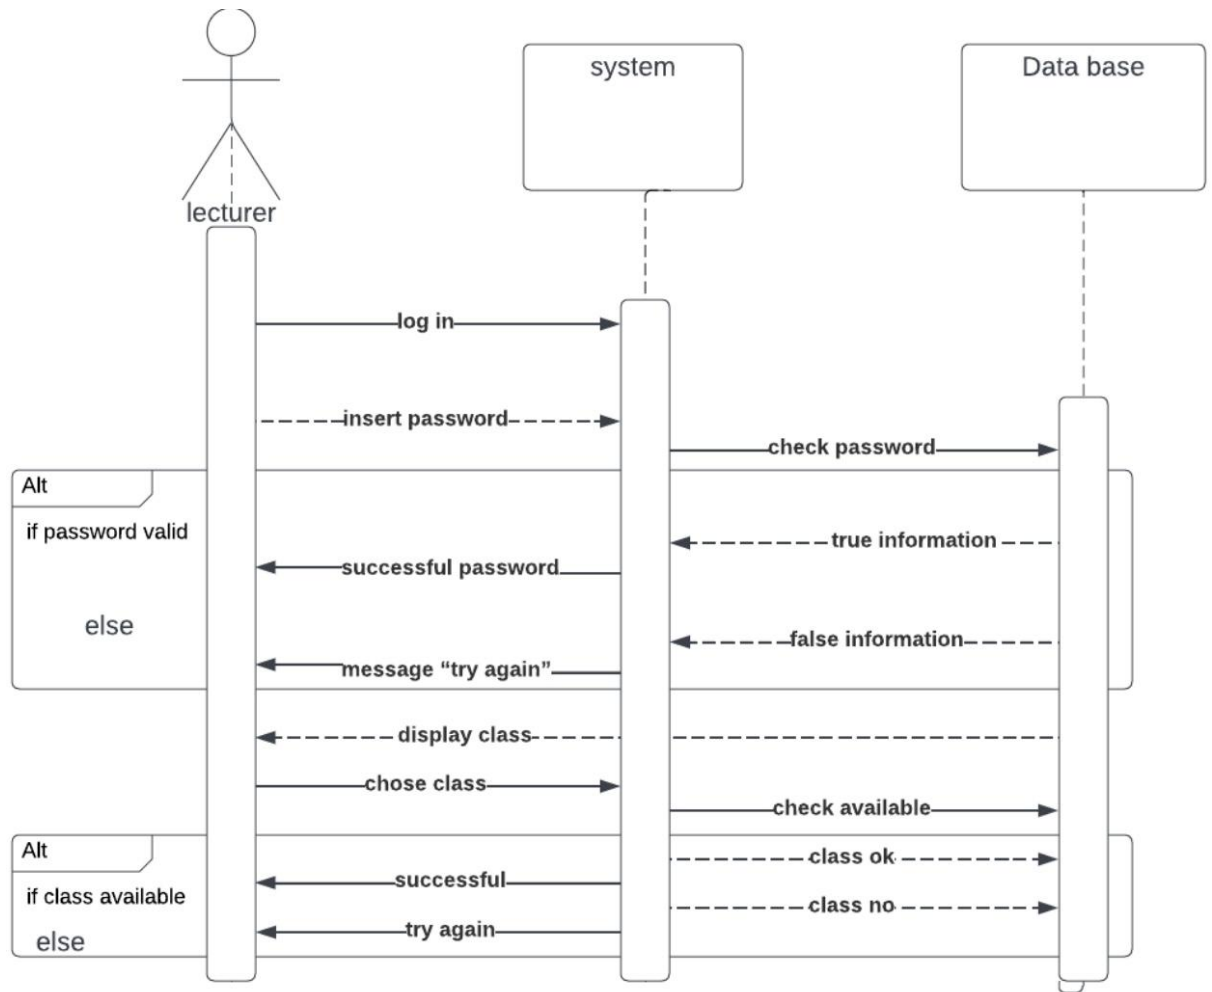 system
Data base
lecturer
log in
insert password
check password
Alt
if password valid
true information
successful password
else
false information
message “try again”
display class
chose class
check available
Alt
class ok
if class available
successful
class no
else
try again